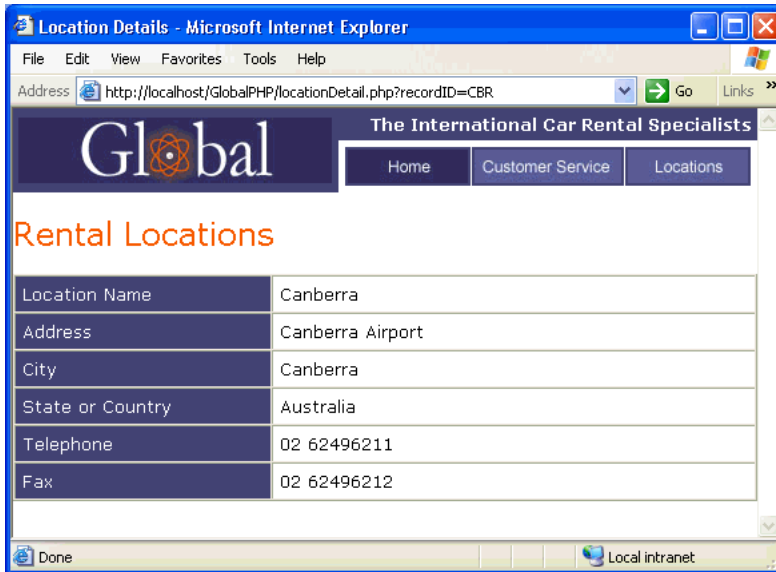 Location Details - Microsoft Internet Explorer
File Edit View Favorites Tools Help
Address http://localhost/GlobalPHP/locationDetail.php?recordID=CBR Go Links »
Global
The International Car Rental Specialists
Home Customer Service Locations
Rental Locations
Location Name Canberra
Address Canberra Airport
City Canberra
State or Country Australia
Telephone 02 62496211
Fax 02 62496212
Done Local intranet